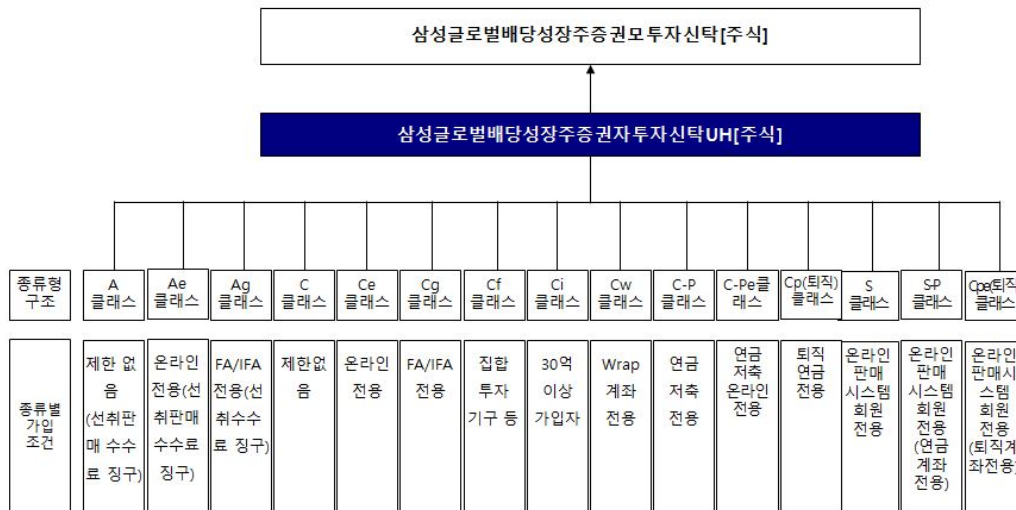 삼성글로벌배당성장주증권모투자신탁[주식]
삼성글로벌배당성장주증권자투자신탁UH[주식]
종류형
구조
A
클래스
Ae
클래스
Ag
클래스
C
클래스
Ce
클래스
Cg
클래스
Cf
클래스
Ci
클래스
Cw
클래스
C-P
클래스
C-Pe클
래스
Cp(퇴직)
클래스
S
클래스
S-P
클래스
Cpe(퇴직
클래스
종류별
가입
조건
제한 없
음
(선취판
매 수수
료 징구)
온라인
전용(선
취판매
수수료
징구)
FA/IFA
전용(선
취수수
료 징구)
제한없
음
온라인
전용
FA/IFA
전용
집합
투자
기구 등
30억
이상
가입자
Wrap
계좌
전용
연금
저축
전용
연금
저축
온라인
전용
퇴직
연금
전용
온라인
판매
시스템
회원
전용
온라인
판매
시스템
회원
전용
(연금
계좌
전용)
온라인
판매시
스템
회원
전용
(퇴직계
좌전용)